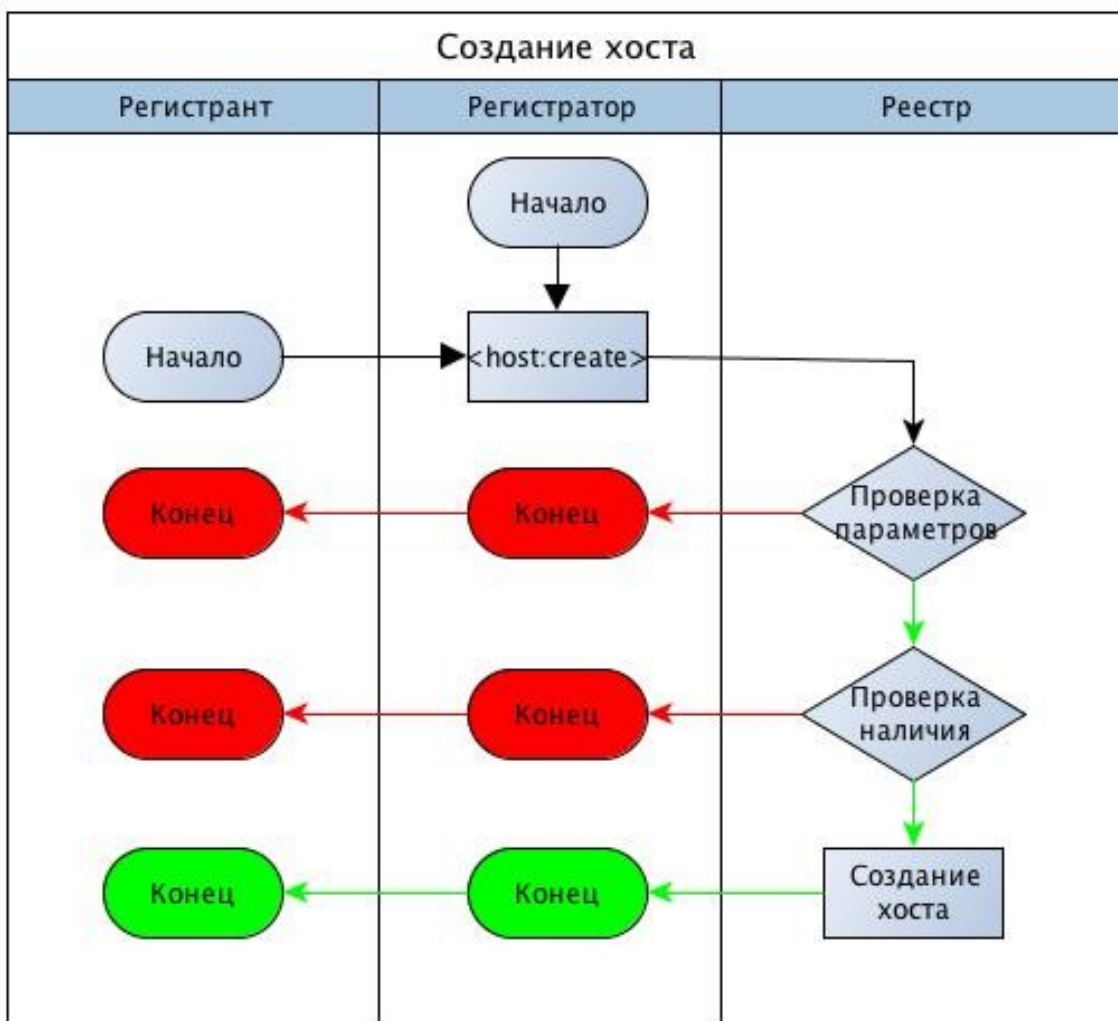 Создание хоста
Регистрант
Регистратор
Реестр
Начало
Начало
<host:create>
Конец
Конец
Проверка
параметров
Конец
Конец
Проверка
наличия
Конец
Конец
Создание
хоста